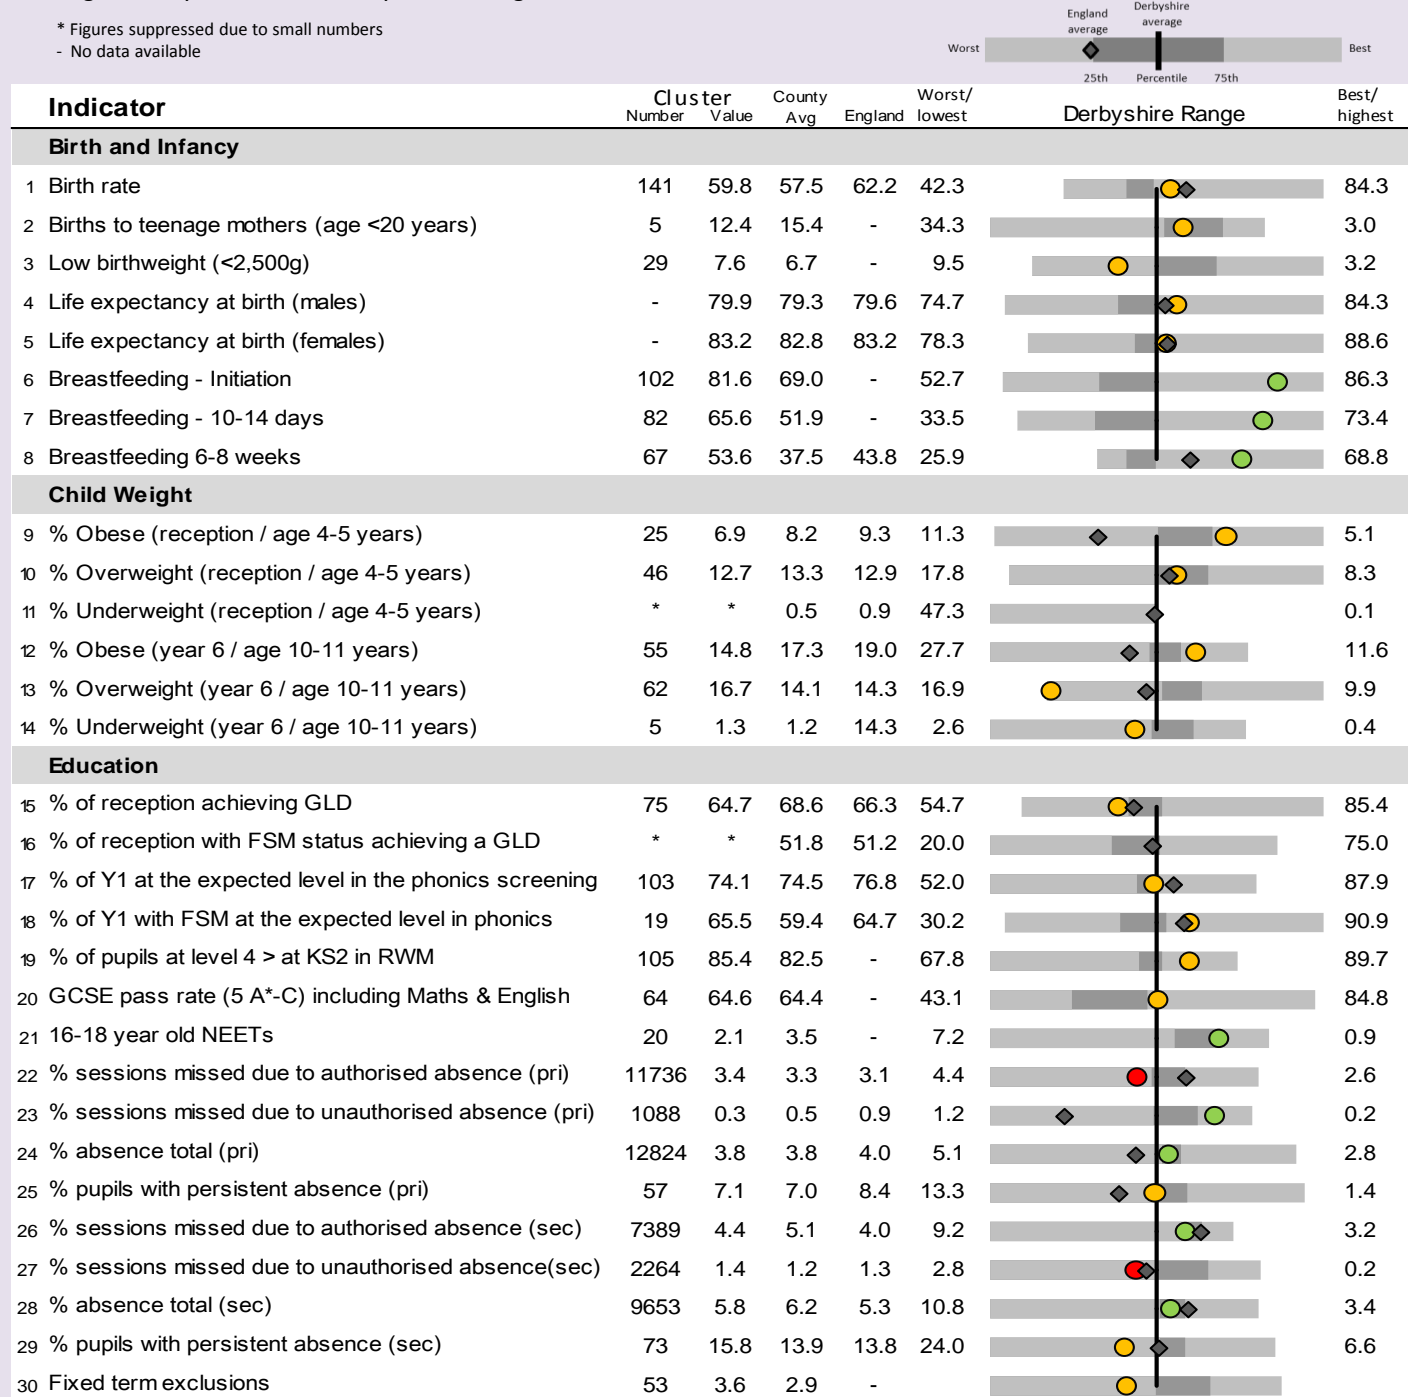 * Figures suppressed due to small numbers
- No data available
England average
Derbyshire average
Worst
Best
25th Percentile 75th
Indicator Cluster Number Value County Avg England Worst/ lowest Derbyshire Range Best/ highest
Birth and Infancy
1 Birth rate 141 59.8 57.5 62.2 42.3 84.3
2 Births to teenage mothers (age <20 years) 5 12.4 15.4 - 34.3 3.0
3 Low birthweight (<2,500g) 29 7.6 6.7 - 9.5 3.2
4 Life expectancy at birth (males) - 79.9 79.3 79.6 74.7 84.3
5 Life expectancy at birth (females) - 83.2 82.8 83.2 78.3 88.6
6 Breastfeeding - Initiation 102 81.6 69.0 - 52.7 86.3
7 Breastfeeding - 10-14 days 82 65.6 51.9 - 33.5 73.4
8 Breastfeeding 6-8 weeks 67 53.6 37.5 43.8 25.9 68.8
Child Weight
9 % Obese (reception / age 4-5 years) 25 6.9 8.2 9.3 11.3 5.1
10 % Overweight (reception / age 4-5 years) 46 12.7 13.3 12.9 17.8 8.3
11 % Underweight (reception / age 4-5 years) * * 0.5 0.9 47.3 0.1
12 % Obese (year 6 / age 10-11 years) 55 14.8 17.3 19.0 27.7 11.6
13 % Overweight (year 6 / age 10-11 years) 62 16.7 14.1 14.3 16.9 9.9
14 % Underweight (year 6 / age 10-11 years) 5 1.3 1.2 14.3 2.6 0.4
Education
15 % of reception achieving GLD 75 64.7 68.6 66.3 54.7 85.4
16 % of reception with FSM status achieving a GLD * * 51.8 51.2 20.0 75.0
17 % of Y1 at the expected level in the phonics screening 103 74.1 74.5 76.8 52.0 87.9
18 % of Y1 with FSM at the expected level in phonics 19 65.5 59.4 64.7 30.2 90.9
19 % of pupils at level 4 > at KS2 in RWM 105 85.4 82.5 - 67.8 89.7
20 GCSE pass rate (5 A*-C) including Maths & English 64 64.6 64.4 - 43.1 84.8
21 16-18 year old NEETs 20 2.1 3.5 - 7.2 0.9
22 % sessions missed due to authorised absence (pri) 11736 3.4 3.3 3.1 4.4 2.6
23 % sessions missed due to unauthorised absence (pri) 1088 0.3 0.5 0.9 1.2 0.2
24 % absence total (pri) 12824 3.8 3.8 4.0 5.1 2.8
25 % pupils with persistent absence (pri) 57 7.1 7.0 8.4 13.3 1.4
26 % sessions missed due to authorised absence (sec) 7389 4.4 5.1 4.0 9.2 3.2
27 % sessions missed due to unauthorised absence(sec) 2264 1.4 1.2 1.3 2.8 0.2
28 % absence total (sec) 9653 5.8 6.2 5.3 10.8 3.4
29 % pupils with persistent absence (sec) 73 15.8 13.9 13.8 24.0 6.6
30 Fixed term exclusions 53 3.6 2.9 -